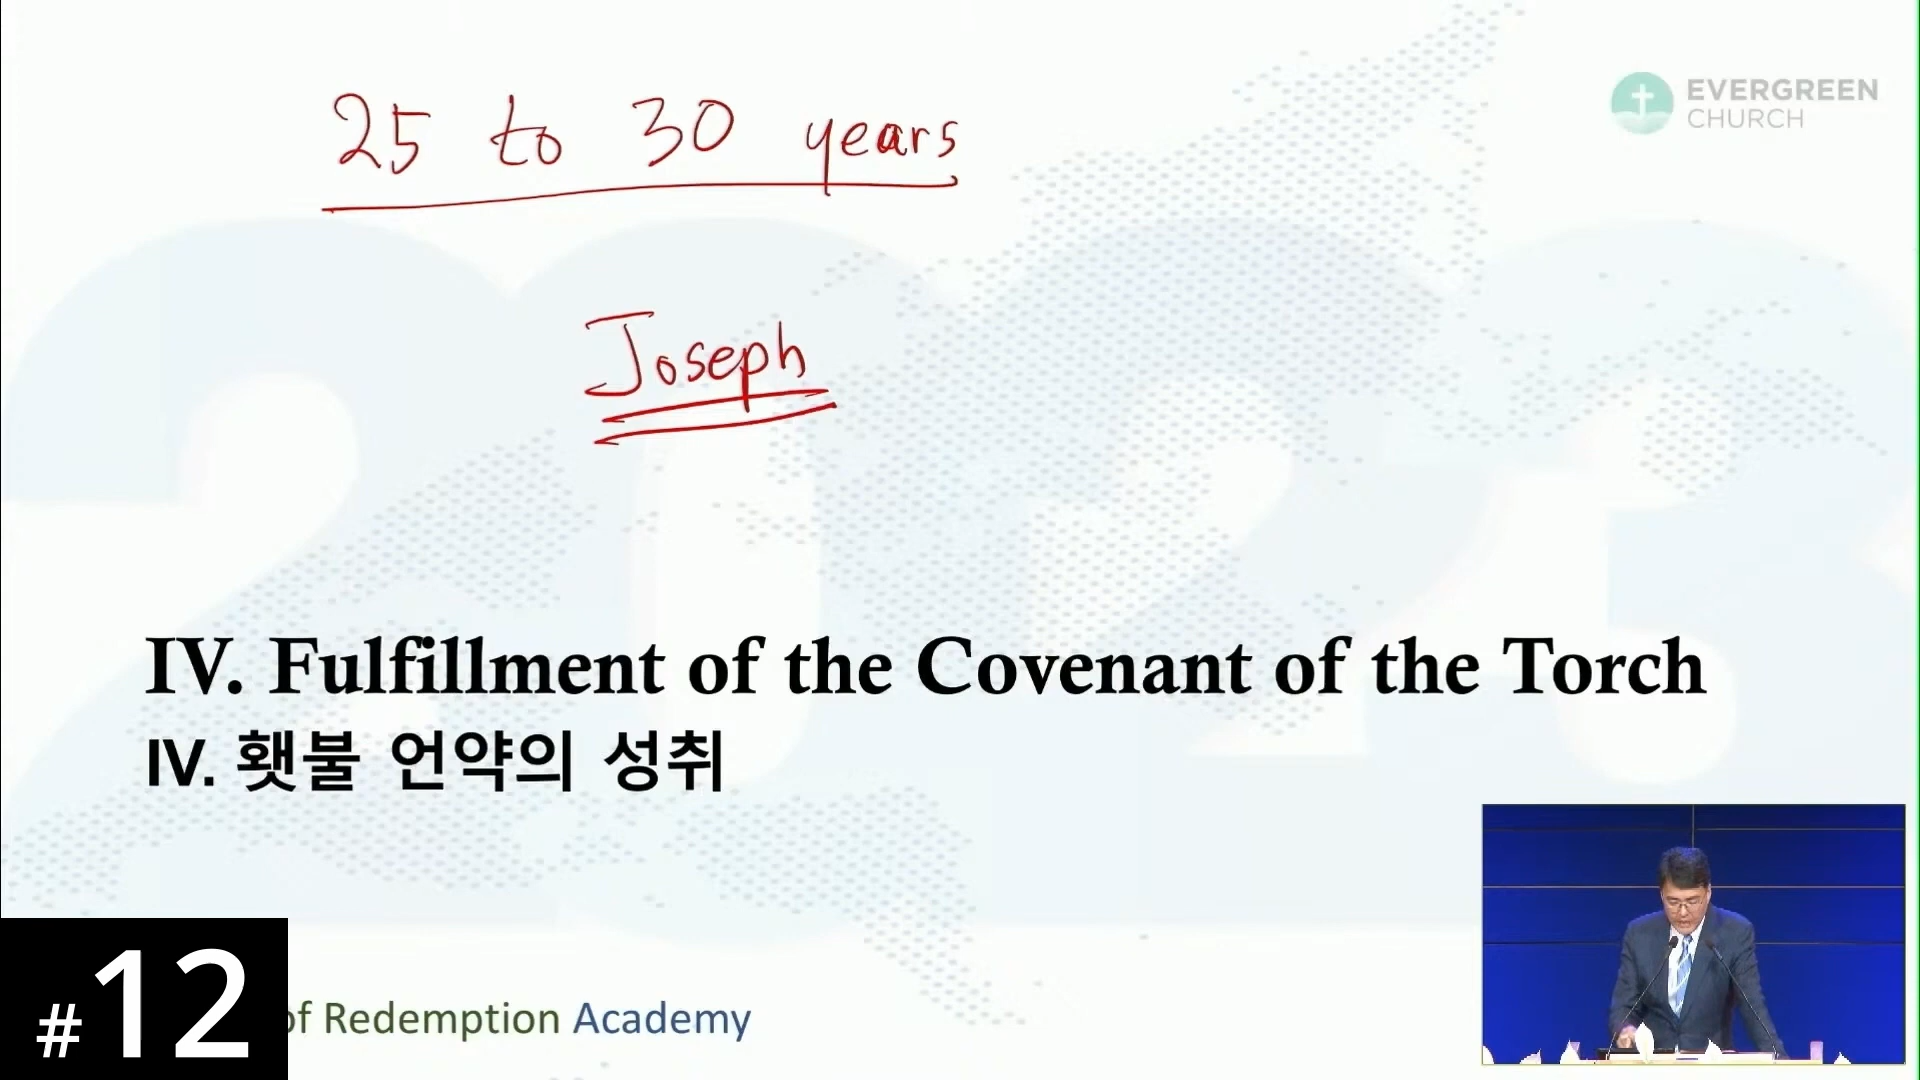 25 to 30 years
EVERGREEN
CHURCH
Joseph
IV. Fulfillment of the Covenant of the Torch
IV. 횃불 언약의 성취
#12
of Redemption Academy